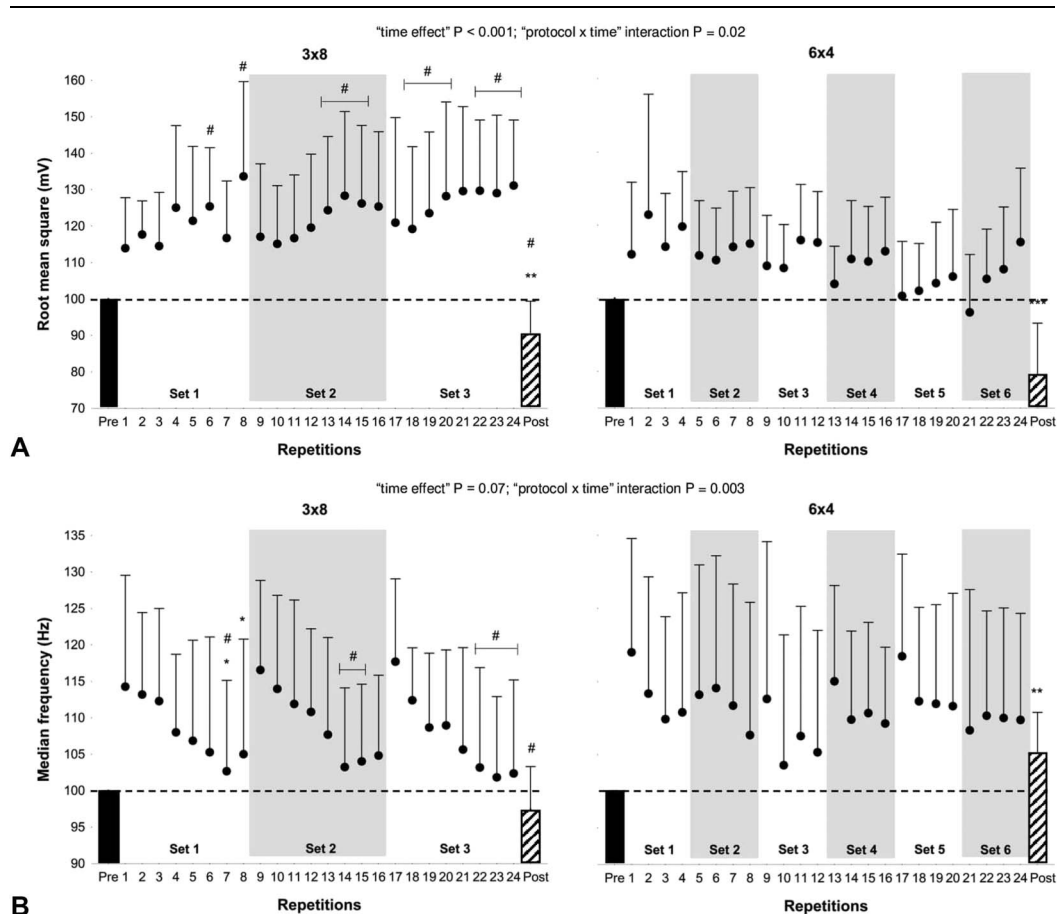 "time effect" P < 0.001; "protocol x time" interaction P = 0.02
3x8
6x4
Root mean square (mV)
160
150
140
130
120
110
100
90
80
70
# # # # # #
**
***
Set 1 Set 2 Set 3
Set 1 Set 2 Set 3 Set 4 Set 5 Set 6
Pre 1 2 3 4 5 6 7 8 9 10 11 12 13 14 15 16 17 18 19 20 21 22 23 24 Post
Pre 1 2 3 4 5 6 7 8 9 10 11 12 13 14 15 16 17 18 19 20 21 22 23 24 Post
A
Repetitions
Repetitions
"time effect" P = 0.07; "protocol x time" interaction P = 0.003
3x8
6x4
Median frequency (Hz)
135
130
125
120
115
110
105
100
95
90
#
*
*
#
#
#
**
Set 1 Set 2 Set 3
Set 1 Set 2 Set 3 Set 4 Set 5 Set 6
Pre 1 2 3 4 5 6 7 8 9 10 11 12 13 14 15 16 17 18 19 20 21 22 23 24 Post
Pre 1 2 3 4 5 6 7 8 9 10 11 12 13 14 15 16 17 18 19 20 21 22 23 24 Post
B
Repetitions
Repetitions